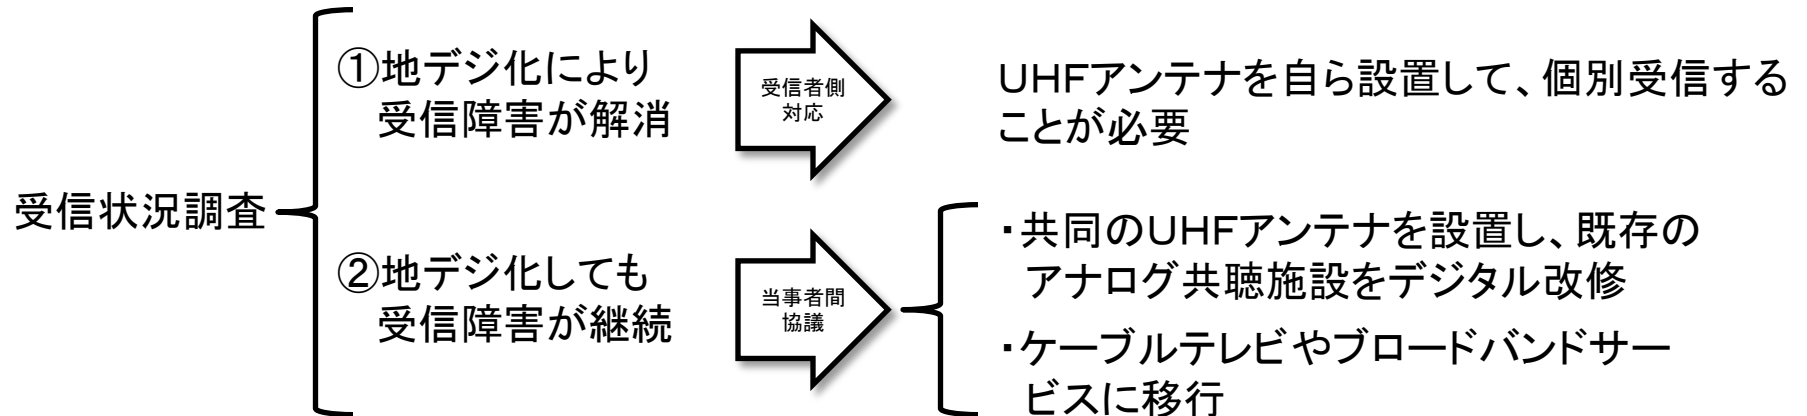 受信状況調査
①地デジ化により
受信障害が解消
受信者側
対応
UHFアンテナを自ら設置して、個別受信する
ことが必要
②地デジ化しても
受信障害が継続
当事者間
協議
・共同のUHFアンテナを設置し、既存の
アナログ共聴施設をデジタル改修
・ケーブルテレビやブロードバンドサー
ビスに移行